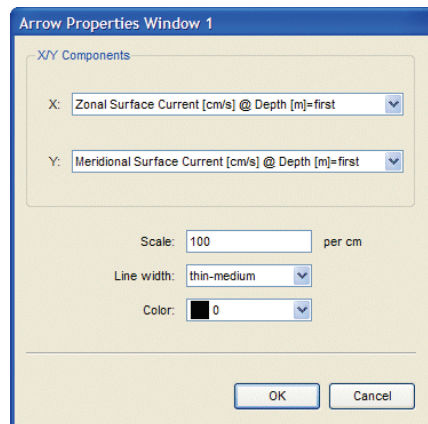 Arrow Properties Window 1
X/Y Components
X: Zonal Surface Current [cm/s] @ Depth [m]=first
Y: Meridional Surface Current [cm/s] @ Depth [m]=first
Scale: 100 per cm
Line width: thin-medium
Color: 0
OK Cancel